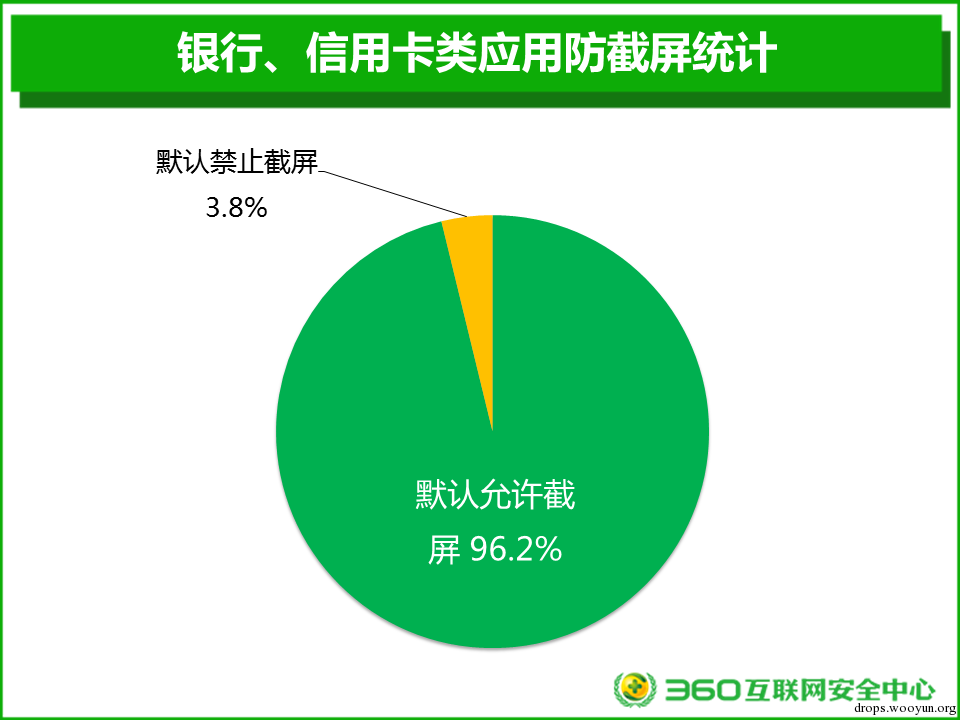 银行、信用卡类应用防截屏统计
默认禁止截屏
3.8%
默认允许截
屏 96.2%
360互联网安全中心
drops.wooyun.org